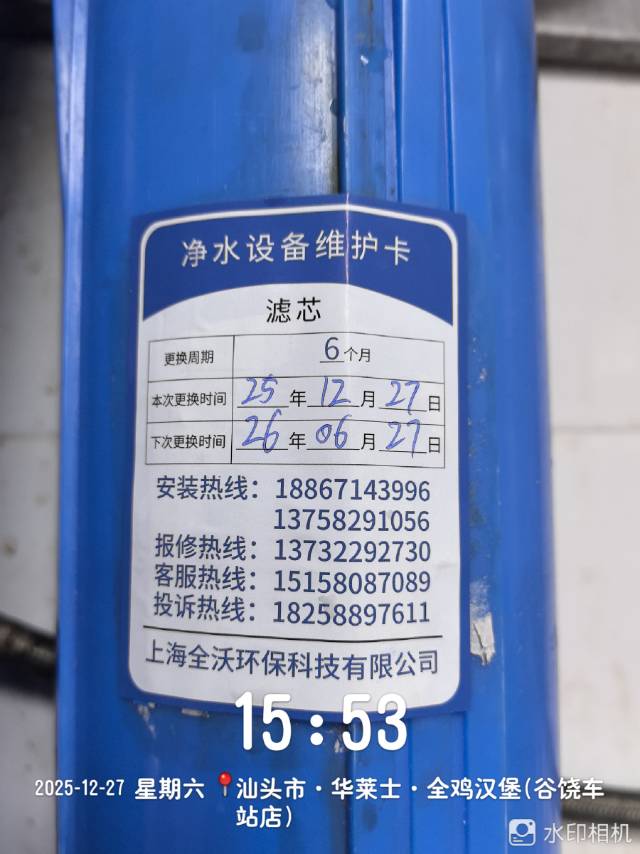 净水设备维护卡
滤芯
更换周期 6个月
本次更换时间 25年12月27日
下次更换时间 26年06月27日
安装热线：18867143996
13758291056
报修热线：13732292730
客服热线：15158087089
投诉热线：18258897611
上海全沃环保科技有限公司
15:53
2025-12-27 星期六 汕头市·华莱士·全鸡汉堡(谷饶车
站店)
水印相机